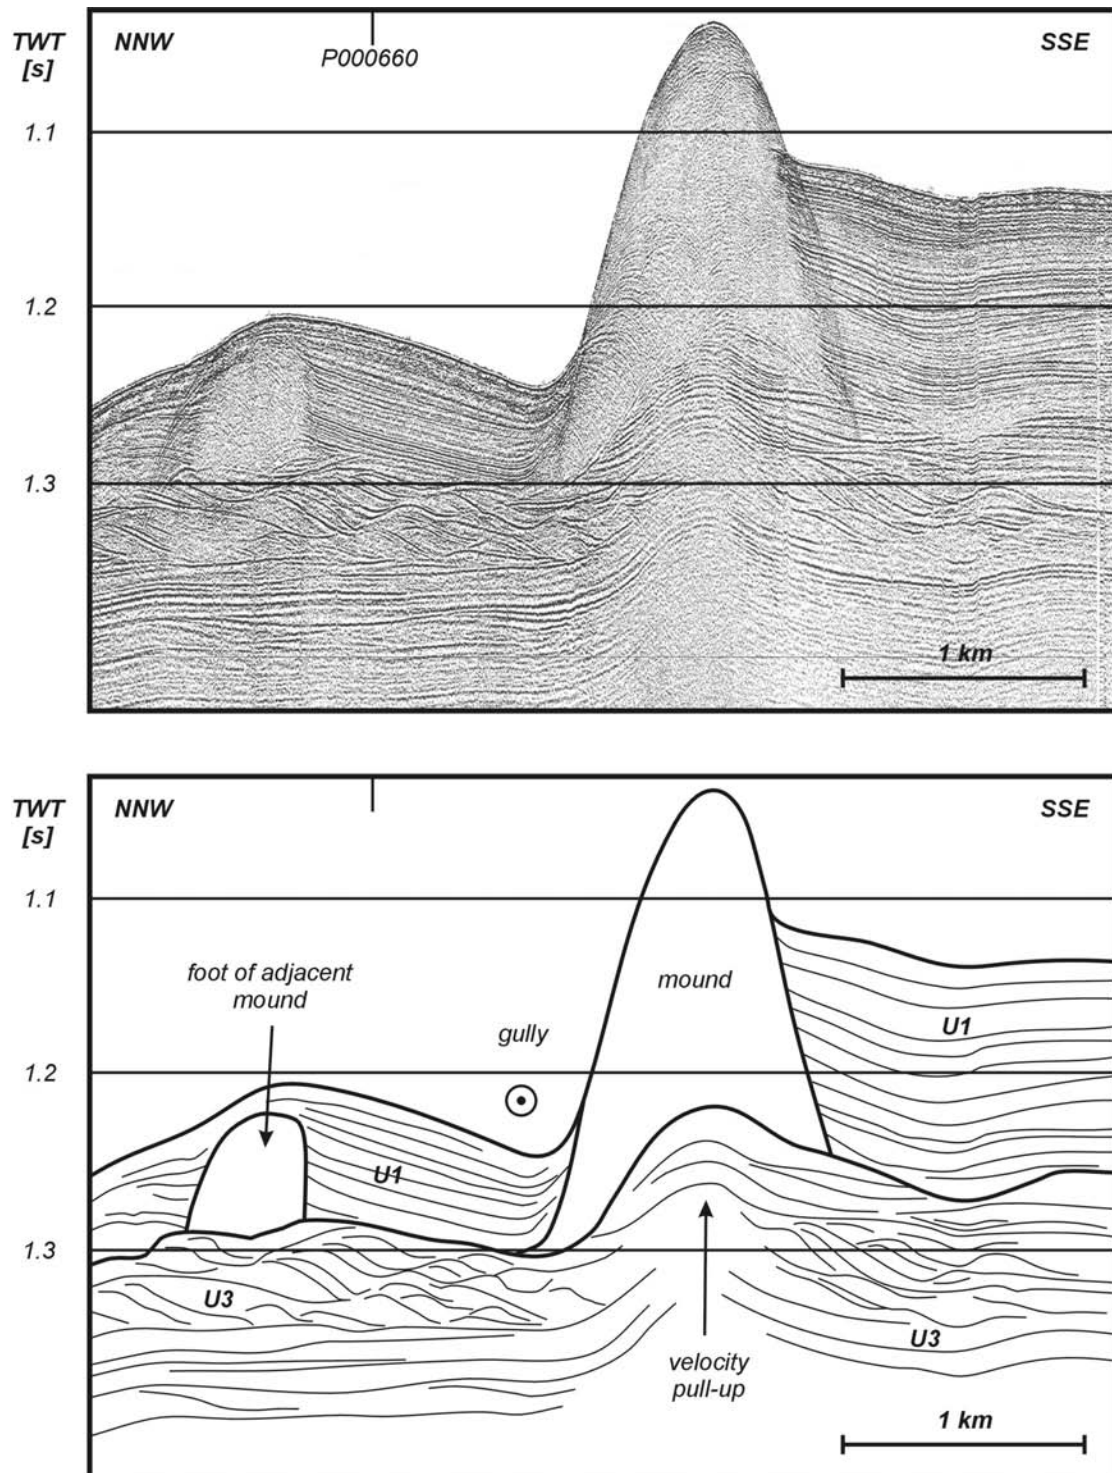 TWT
[s]
NNW
P000660
SSE
1.1
1.2
1.3
1 km
TWT
[s]
NNW
SSE
1.1
foot of adjacent
mound
mound
gully
U1
1.2
U1
1.3
U3
U3
velocity
pull-up
1 km